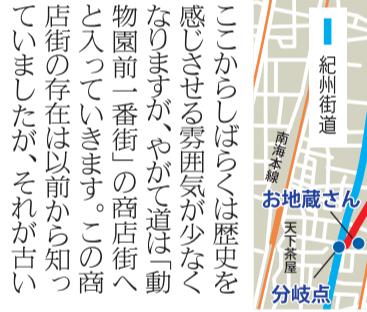 ここからしばらくは歴史を
感じさせる雰囲気が少なく
なりますが、やがて道は「動
物園前一番街」の商店街へ
と入っていきます。この商
店街の存在は以前から知っ
ていましたが、それが古い
紀州街道
南海本線
お地蔵さん
天下茶屋
分岐点